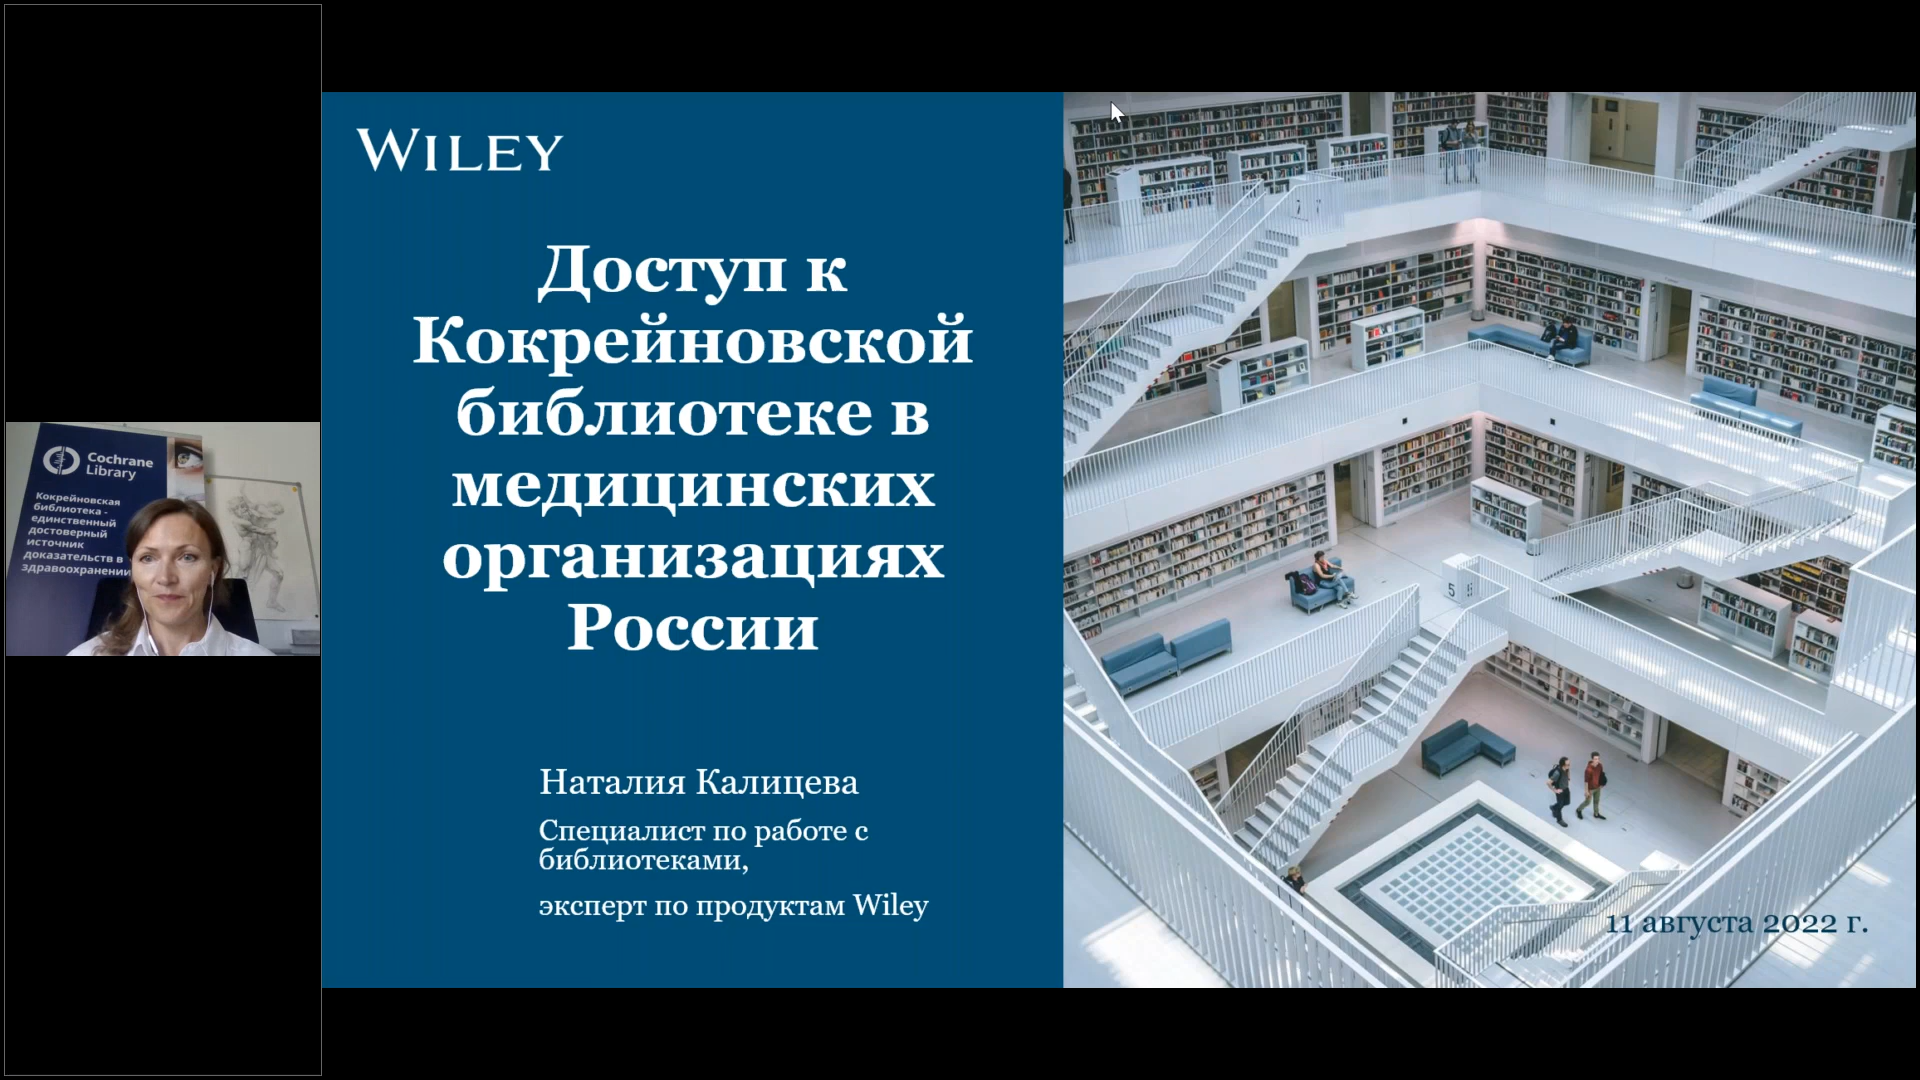 WILEY
Доступ к
Кокрейновской
библиотеке в
медицинских
организациях
России
Наталия Калицева
Специалист по работе с
библиотеками,
эксперт по продуктам Wiley
11 августа 2022 г.
Cochrane
Library
Кокрейновская
библиотека -
единственный
достоверный
источник
доказательств в
здравоохранении
5